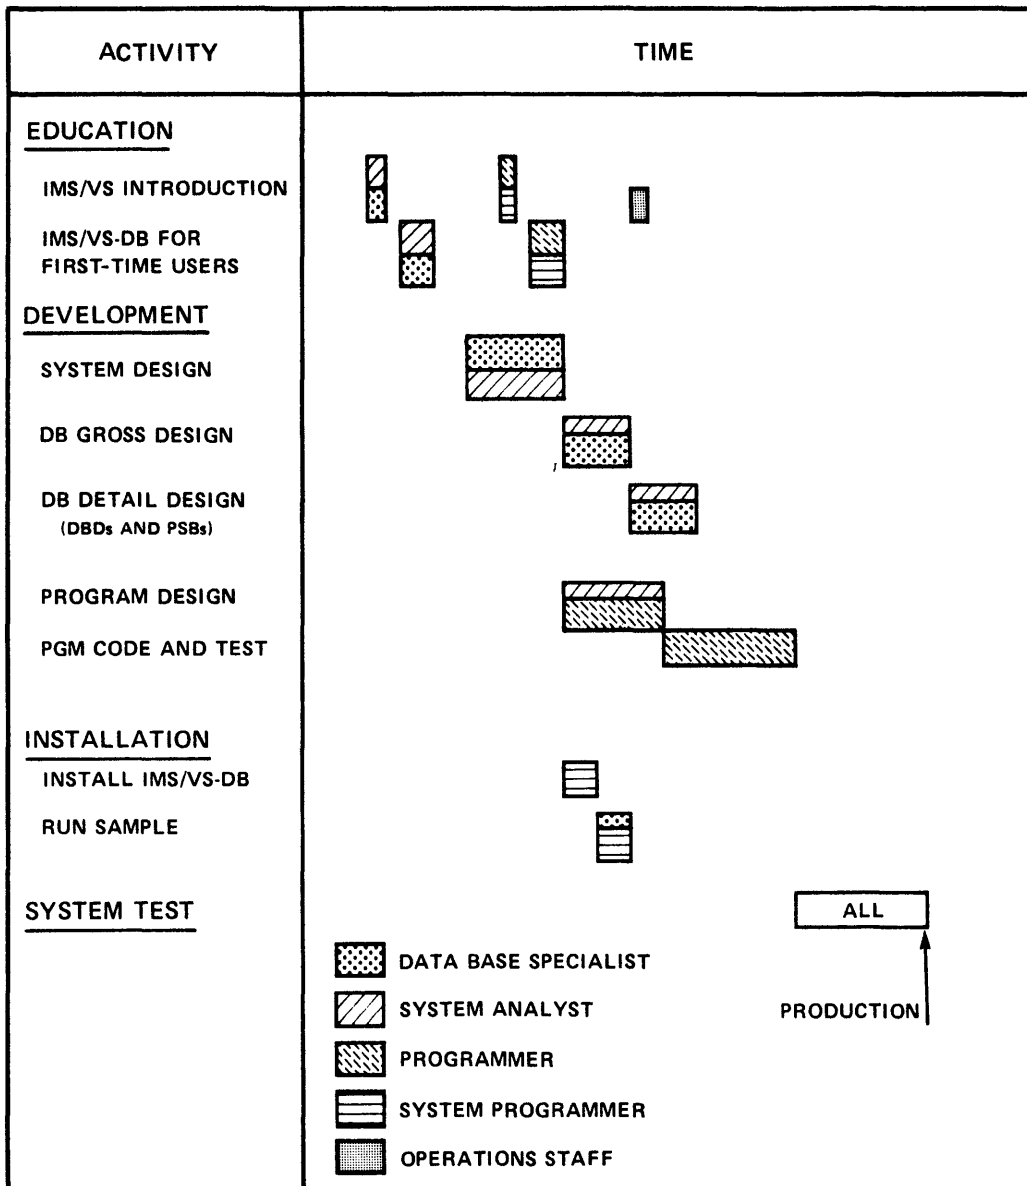 ACTIVITY
TIME
EDUCATION
IMS/VS INTRODUCTION
IMS/VS-DB FOR
FIRST-TIME USERS
DEVELOPMENT
SYSTEM DESIGN
DB GROSS DESIGN
DB DETAIL DESIGN
(DBDs AND PSBs)
PROGRAM DESIGN
PGM CODE AND TEST
INSTALLATION
INSTALL IMS/VS-DB
RUN SAMPLE
SYSTEM TEST
ALL
DATA BASE SPECIALIST
SYSTEM ANALYST
PRODUCTION
PROGRAMMER
SYSTEM PROGRAMMER
OPERATIONS STAFF